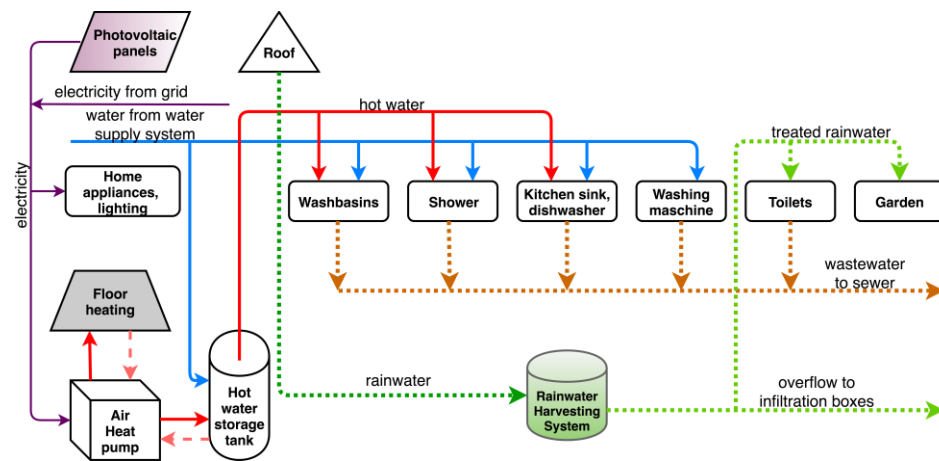 Photovoltaic
panels
Roof
electricity from grid
hot water
water from water
supply system
treated rainwater
electricity
Home
appliances,
lighting
Washbasins
Shower
Kitchen sink,
dishwasher
Washing
maschine
Toilets
Garden
wastewater
to sewer
Floor
heating
rainwater
Hot
water
storage
tank
Rainwater
Harvesting
System
overflow to
infiltration boxes
Air
Heat
pump